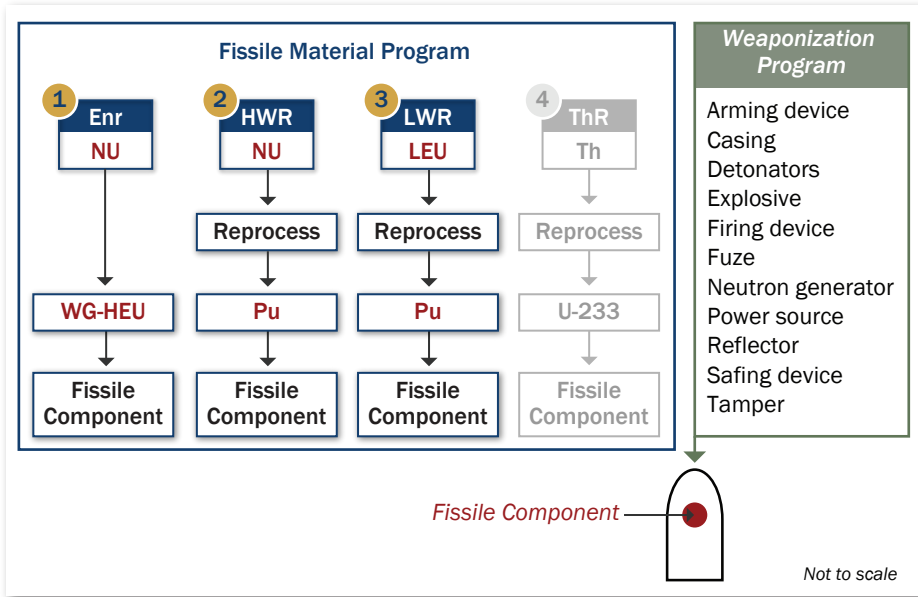 Fissile Material Program
1
Enr
NU
WG-HEU
Fissile
Component
2
HWR
NU
Reprocess
Pu
Fissile
Component
3
LWR
LEU
Reprocess
Pu
Fissile
Component
4
ThR
Th
Reprocess
U-233
Fissile
Component
Weaponization
Program
Arming device
Casing
Detonators
Explosive
Firing device
Fuze
Neutron generator
Power source
Reflector
Safing device
Tamper
Fissile Component
Not to scale